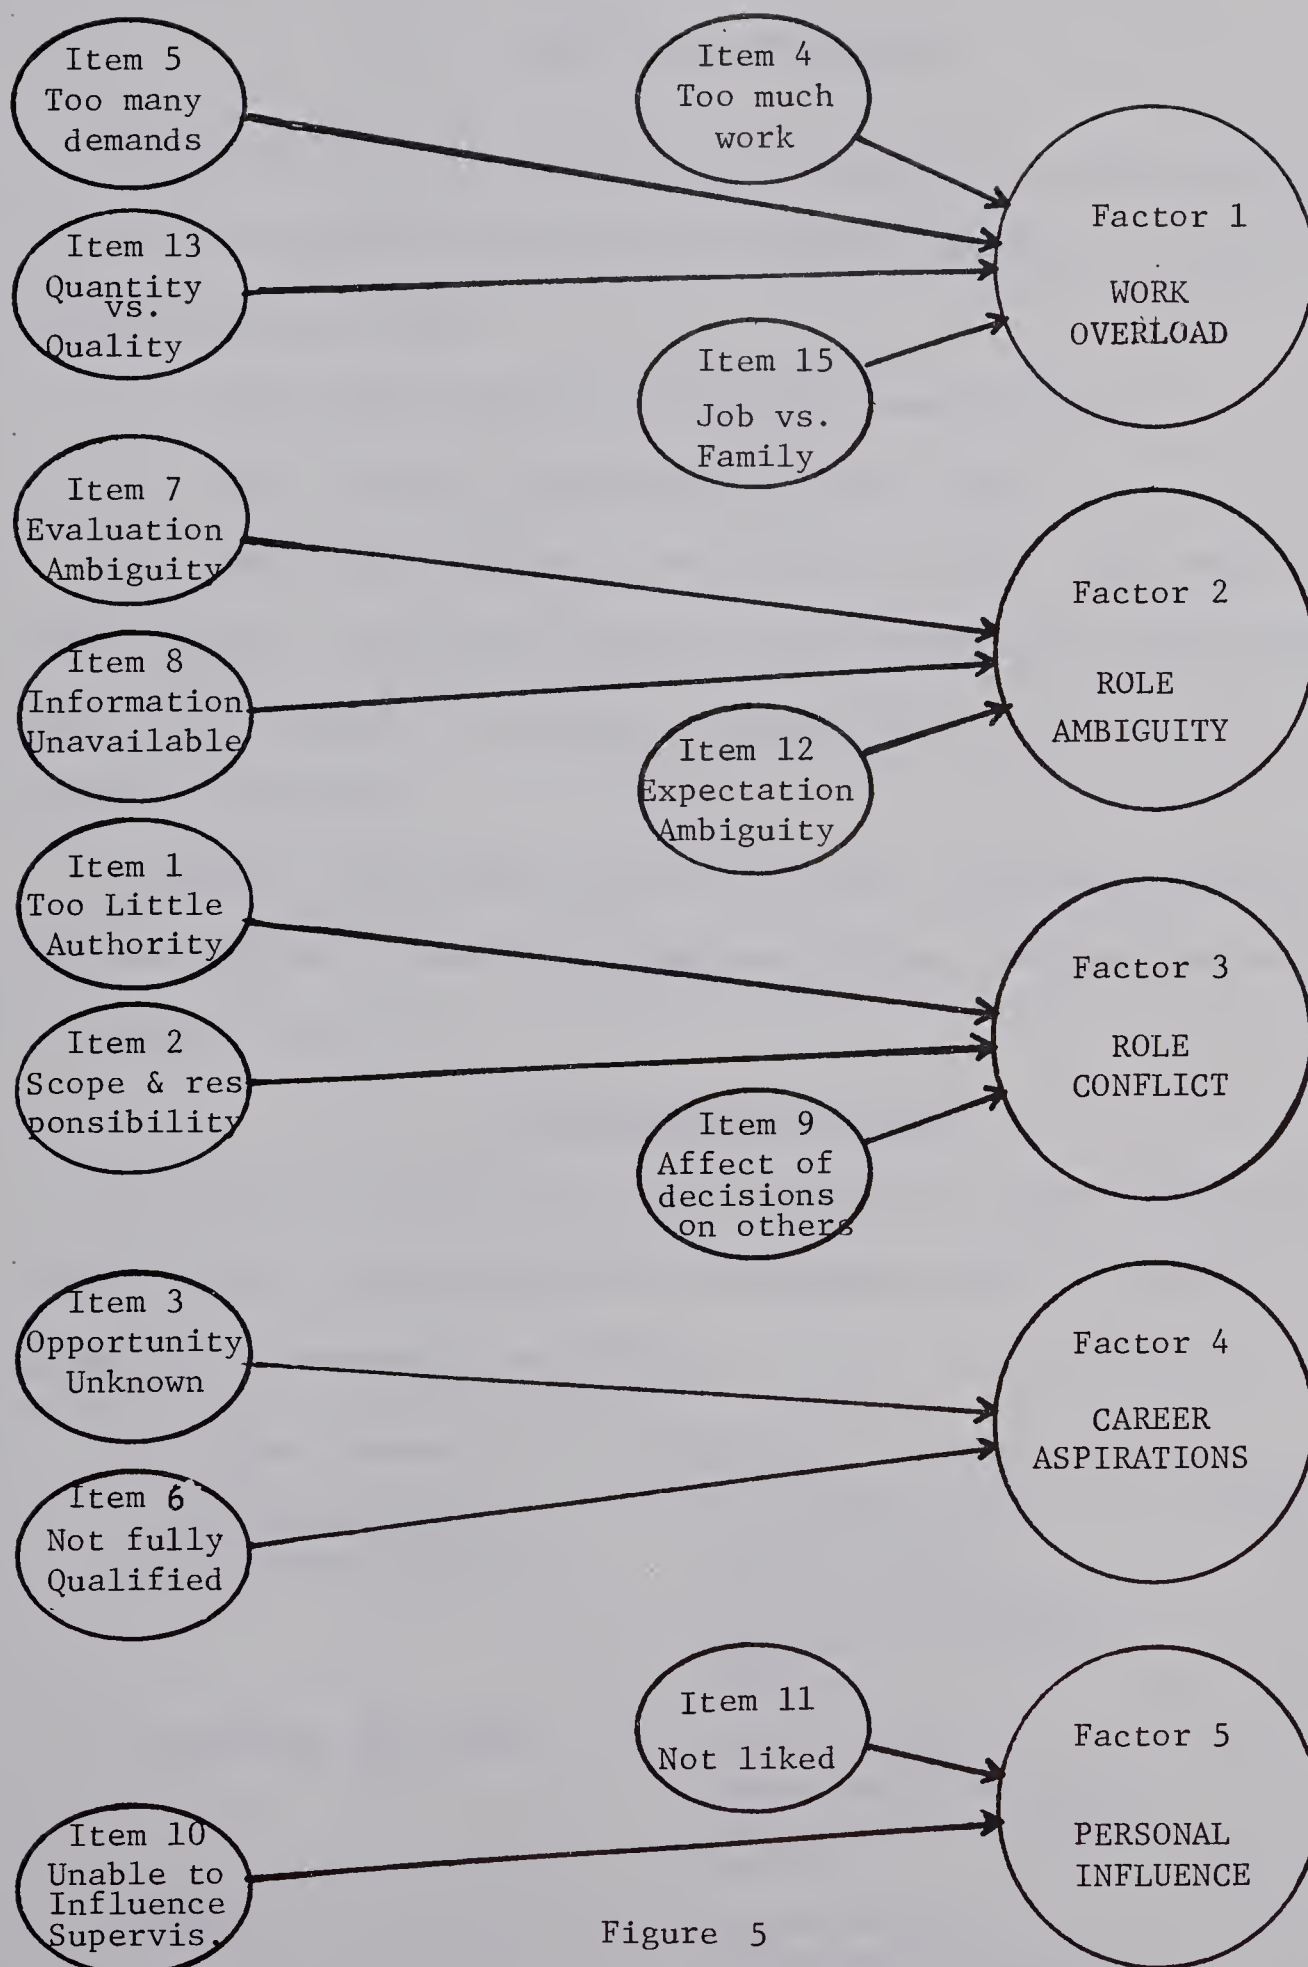 Item 5
Too many
demands
Item 4
Too much
work
Factor 1
WORK
OVERLOAD
Item 13
Quantity
vs.
Quality
Item 15
Job vs.
Family
Item 7
Evaluation
Ambiguity
Factor 2
ROLE
AMBIGUITY
Item 8
Information
Unavailable
Item 12
Expectation
Ambiguity
Item 1
Too Little
Authority
Factor 3
ROLE
CONFLICT
Item 2
Scope & res
ponsibility
Item 9
Affect of
decisions
on others
Item 3
Opportunity
Unknown
Factor 4
CAREER
ASPIRATIONS
Item 6
Not fully
Qualified
Item 11
Not liked
Factor 5
PERSONAL
INFLUENCE
Item 10
Unable to
Influence
Supervis.
Figure 5